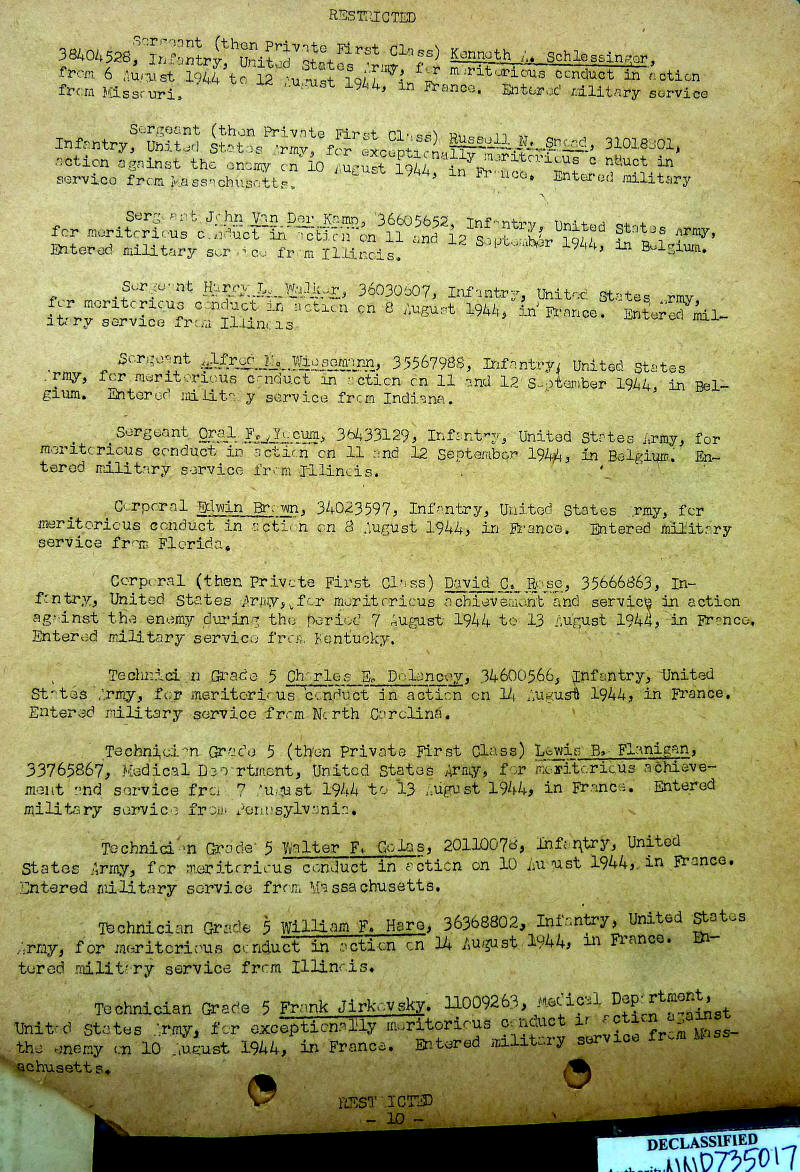 RESTRICTED
Sergeant (then Private First Class) Kenneth A. Schlessinger,
38404528, Infantry, United States Army, for meritorious conduct in action
from 6 August 1944 to 12 August 1944, in France. Entered military service
from Missouri.
Sergeant (then Private First Class) Russell N. Snead, 31018801,
Infantry, United States Army, for exceptionally meritorious conduct in
action against the enemy on 10 August 1944, in France. Entered military
service from Massachusetts.
Sergeant John Van Der Kamp, 36605652, Infantry, United States Army,
for meritorious conduct in action on 11 and 12 September 1944, in Belgium.
Entered military service from Illinois.
Sergeant Harry L. Walker, 36030607, Infantry, United States Army,
for meritorious conduct in action on 8 August 1944, in France. Entered mil-
itary service from Illinois
Sergeant Alfred Wiesemann, 35567988, Infantry, United States
Army, for meritorious conduct in action on 11 and 12 September 1944, in Bel-
gium. Entered military service from Indiana.
Sergeant Oral F. Yocum, 36433129, Infantry, United States Army, for
meritorious conduct in action on 11 and 12 September 1944, in Belgium. En-
tered military service from Illinois.
Corporal Edwin Brown, 34023597, Infantry, United States Army, for
meritorious conduct in action on 8 August 1944, in France. Entered military
service from Florida.
Corporal (then Private First Class) David C. Rose, 35666863, In-
fantry, United States Army, for meritorious achievement and service in action
against the enemy during the period 7 August 1944 to 13 August 1944, in France.
Entered military service from Kentucky.
Technician Grade 5 Charles E. Delancey, 34600566, Infantry, United
States Army, for meritorious conduct in action on 14 August 1944, in France.
Entered military service from North Carolina.
Technician Grade 5 (then Private First Class) Lewis B. Flanigan,
33765867, Medical Department, United States Army, for meritorious achieve-
ment and service from 7 August 1944 to 13 August 1944, in France. Entered
military service from Pennsylvania.
Technician Grade 5 Walter F. Golas, 20110078, Infantry, United
States Army, for meritorious conduct in action on 10 August 1944, in France.
Entered military service from Massachusetts.
Technician Grade 5 William F. Hare, 36368802, Infantry, United States
Army, for meritorious conduct in action on 14 August 1944, in France. En-
tered military service from Illinois.
Technician Grade 5 Frank Jirkovsky, 11009263, Medical Department,
United States Army, for exceptionally meritorious conduct in action against
the enemy on 10 August 1944, in France. Entered military service from Mass-
achusetts.
RESTRICTED
- 10 -
DECLASSIFIED
Authority NND735017